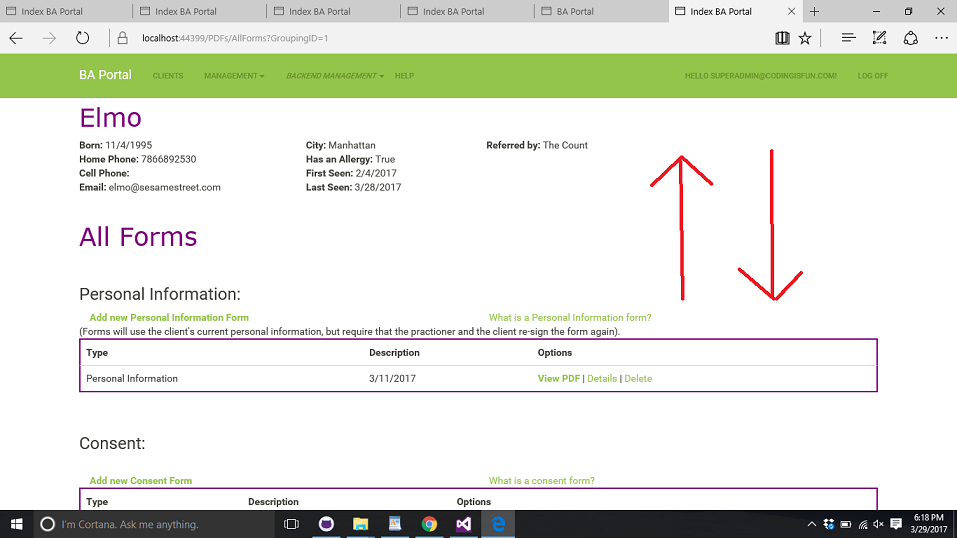 Index BA Portal Index BA Portal Index BA Portal Index BA Portal BA Portal Index BA Portal
localhost:44399/PDFs/AllForms?GroupingID=1
BA Portal CLIENTS MANAGEMENT BACKEND MANAGEMENT HELP HELLO SUPERADMIN@CODINGISFUN.COM! LOG OFF
Elmo
Born: 11/4/1995 City: Manhattan Referred by: The Count
Home Phone: 7866892530 Has an Allergy: True
Cell Phone: First Seen: 2/4/2017
Email: elmo@sesamestreet.com Last Seen: 3/28/2017
All Forms
Personal Information:
Add new Personal Information Form What is a Personal Information form?
(Forms will use the client's current personal information, but require that the practioner and the client re-sign the form again).
Type Description Options
Personal Information 3/11/2017 View PDF | Details | Delete
Consent:
Add new Consent Form What is a consent form?
Type Description Options
I'm Cortana. Ask me anything. 6:18 PM
3/29/2017